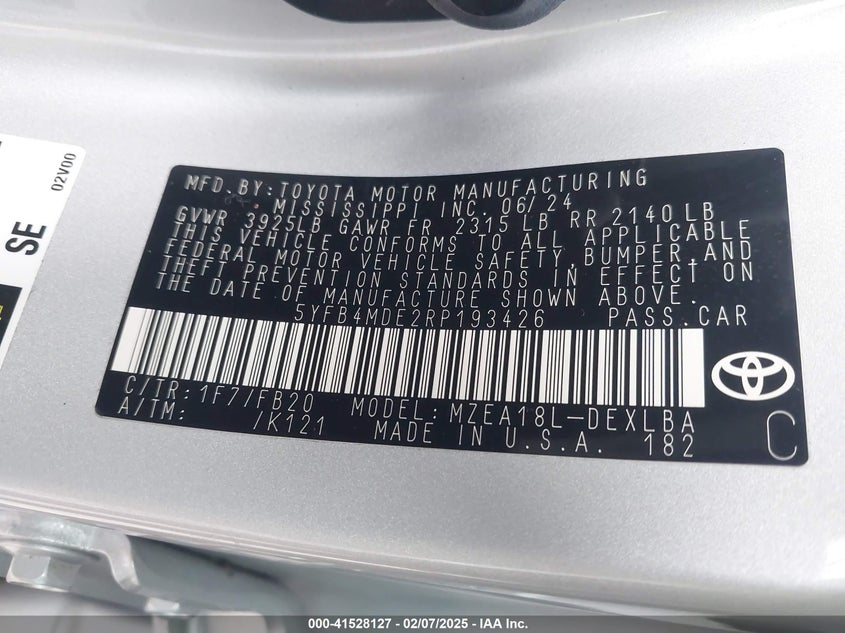 02V00
SE
MFD.BY:TOYOTA MOTOR MANUFACTURING
MISSISSIPPI INC. 06/24
GVWR 3925LB GAWR FR 2315 LB RR 2140 LB
THIS VEHICLE CONFORMS TO ALL APPLICABLE
FEDERAL MOTOR VEHICLE SAFETY,BUMPER,AND
THEFT PREVENTION STANDARDS IN EFFECT ON
THE DATE OF MANUFACTURE SHOWN ABOVE.
5YFB4MDE2RP193426 PASS.CAR
C/TR:1F7/FB20 MODEL:MZEA18L-DEXLBA
A/TM: /K121 MADE IN U.S.A. 182
C
000-41528127 - 02/07/2025 - IAA Inc.